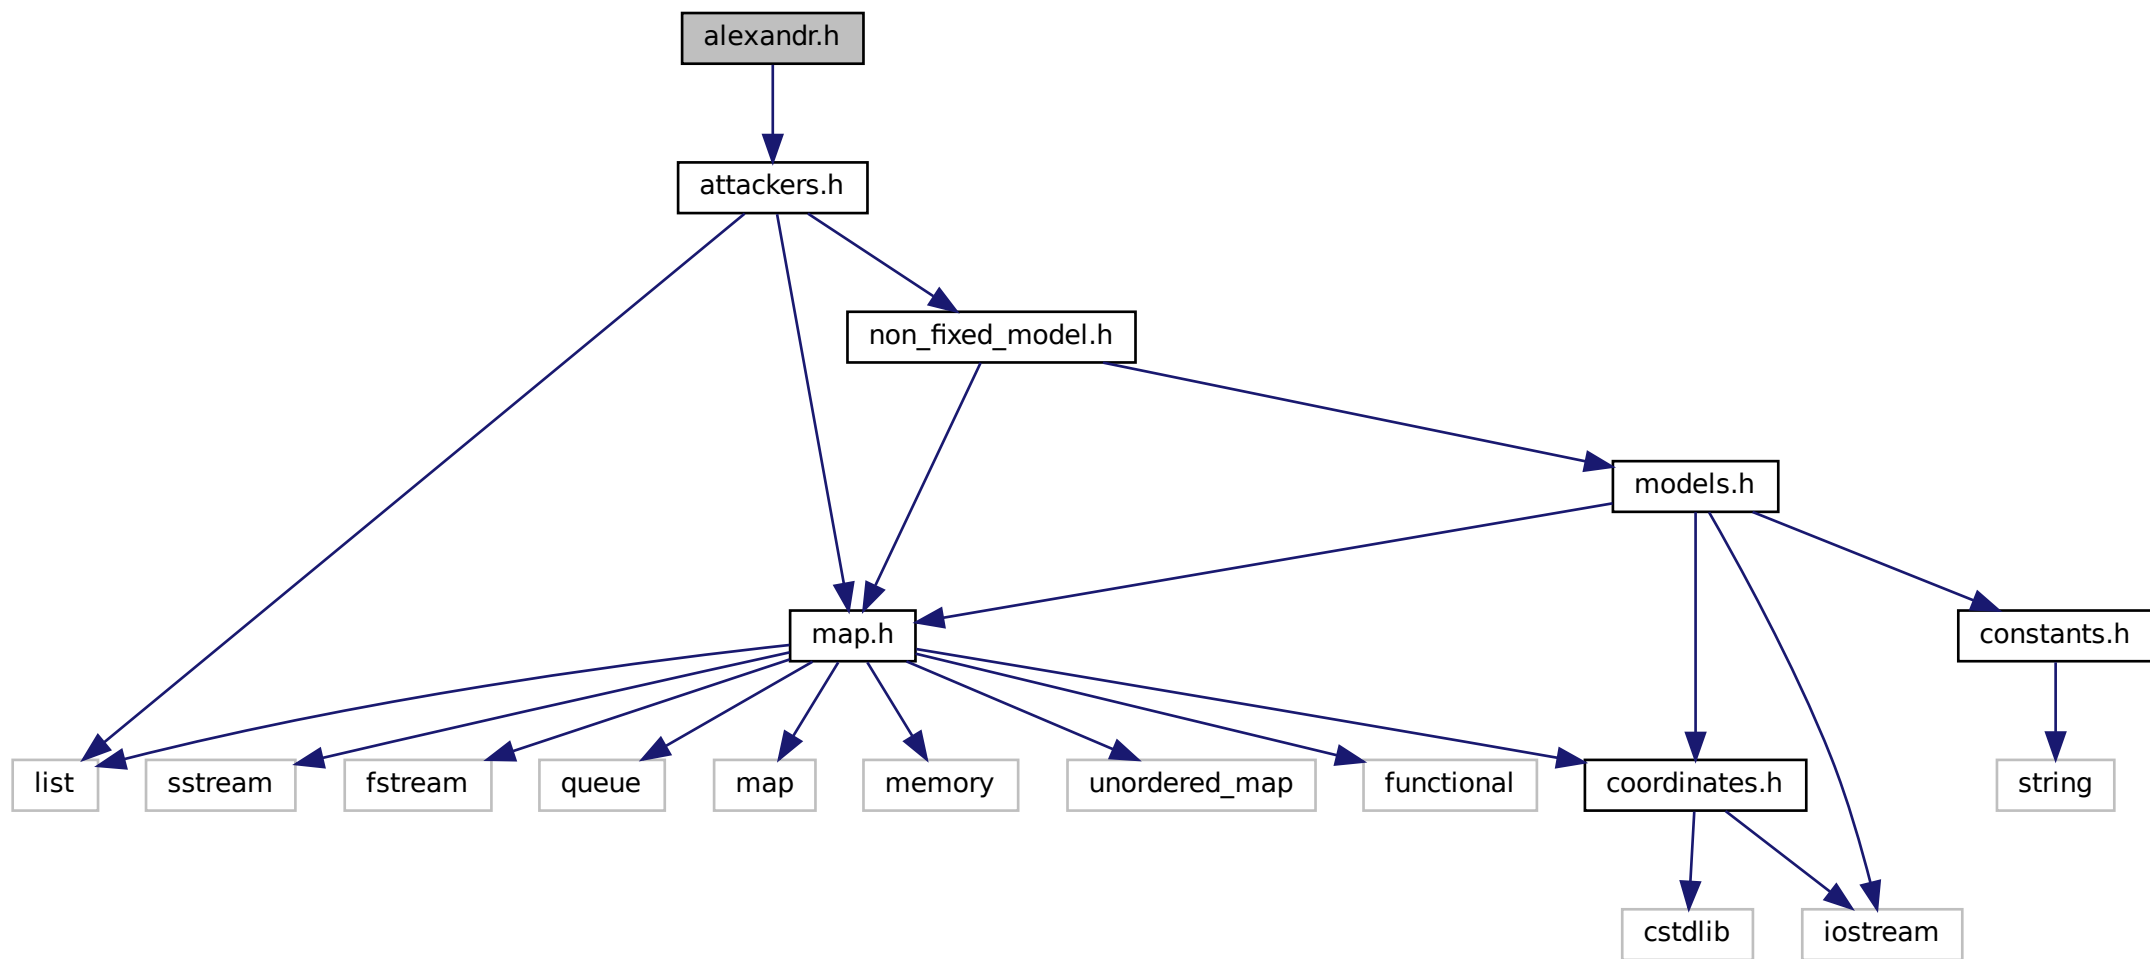 alexandr.h
attackers.h
non_fixed_model.h
models.h
map.h
constants.h
list
sstream
fstream
queue
map
memory
unordered_map
functional
coordinates.h
string
cstdlib
iostream